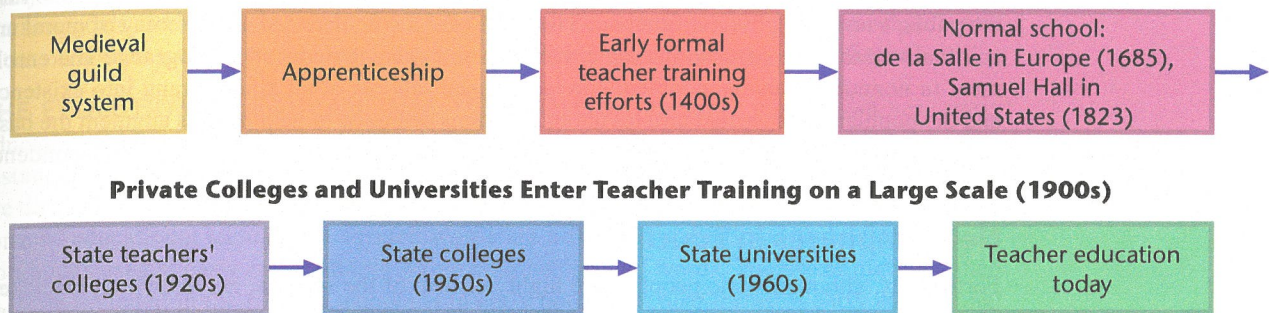 Medieval
guild
system
Apprenticeship
Early formal
teacher training
efforts (1400s)
Normal school:
de la Salle in Europe (1685),
Samuel Hall in
United States (1823)
Private Colleges and Universities Enter Teacher Training on a Large Scale (1900s)
State teachers'
colleges (1920s)
State colleges
(1950s)
State universities
(1960s)
Teacher education
today